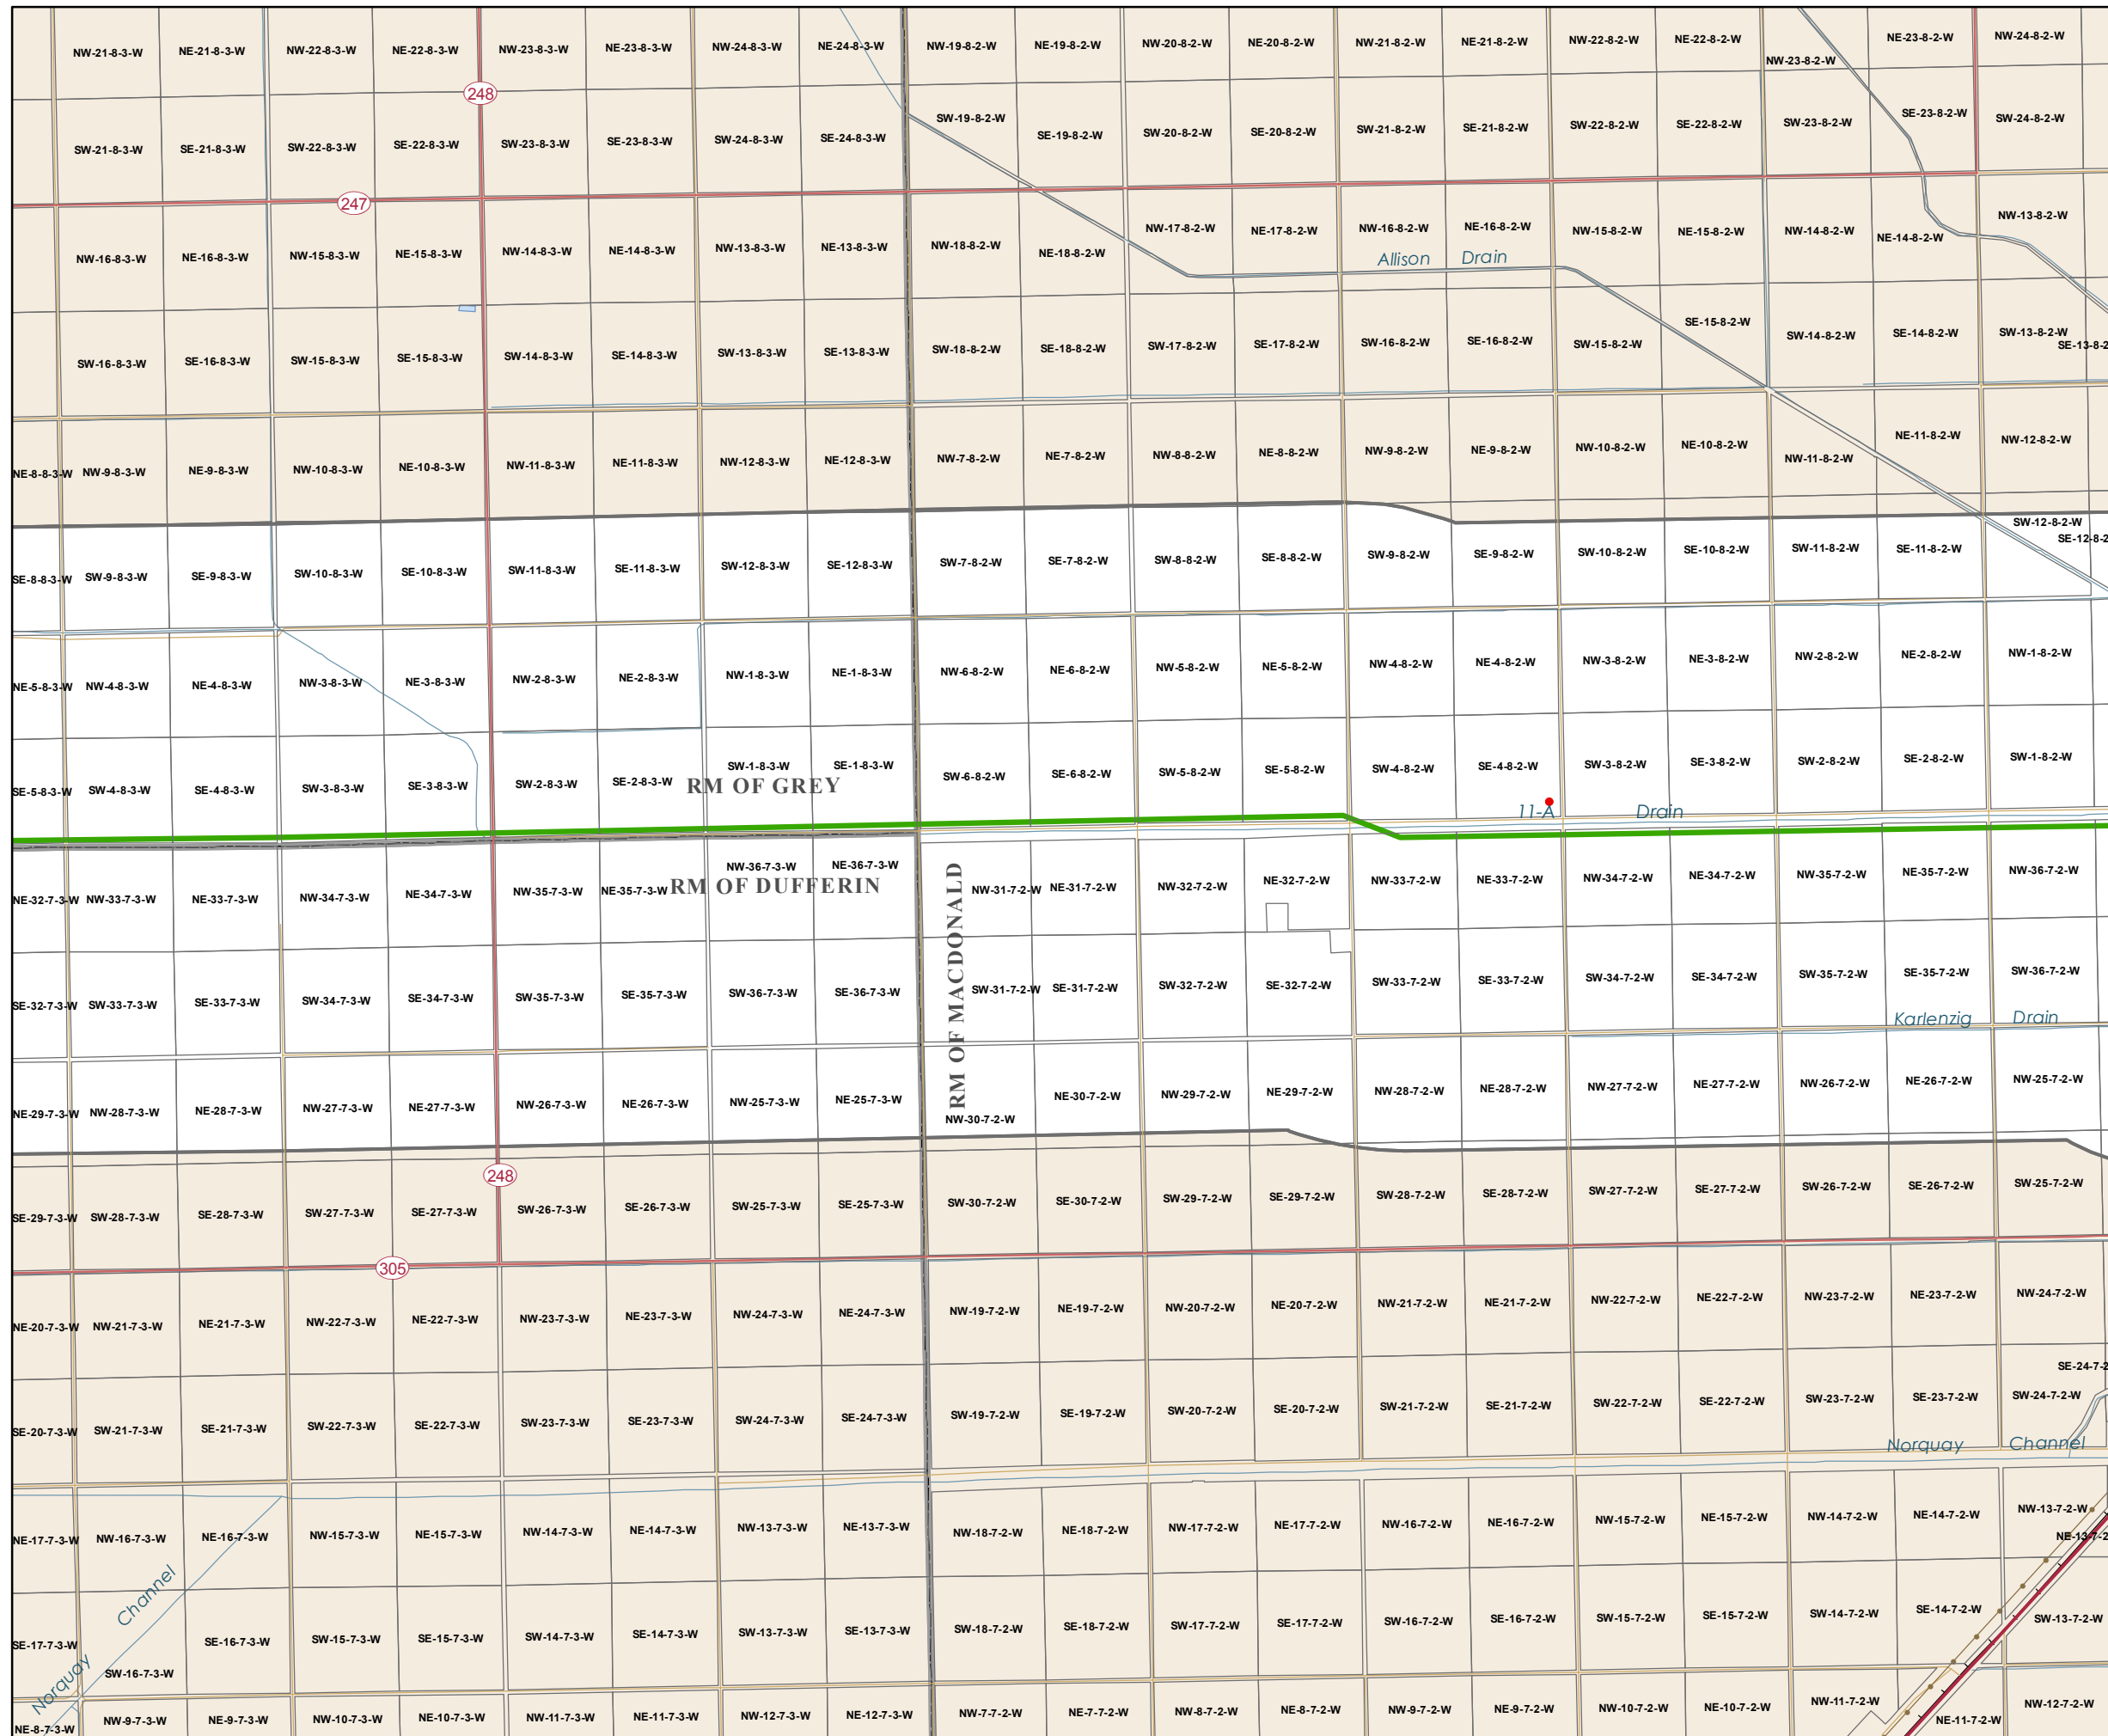 NW-21-8-3-W NE-21-8-3-W NW-22-8-3-W NE-22-8-3-W NW-23-8-3-W NE-23-8-3-W NW-24-8-3-W NE-24-8-3-W NW-19-8-2-W NE-19-8-2-W NW-20-8-2-W NE-20-8-2-W NW-21-8-2-W NE-21-8-2-W NW-22-8-2-W NE-22-8-2-W NW-23-8-2-W NE-23-8-2-W NW-24-8-2-W
248
SW-21-8-3-W SE-21-8-3-W SW-22-8-3-W SE-22-8-3-W SW-23-8-3-W SE-23-8-3-W SW-24-8-3-W SE-24-8-3-W SW-19-8-2-W SE-19-8-2-W SW-20-8-2-W SE-20-8-2-W SW-21-8-2-W SE-21-8-2-W SW-22-8-2-W SE-22-8-2-W SW-23-8-2-W SE-23-8-2-W SW-24-8-2-W
247
NW-16-8-3-W NE-16-8-3-W NW-15-8-3-W NE-15-8-3-W NW-14-8-3-W NE-14-8-3-W NW-13-8-3-W NE-13-8-3-W NW-18-8-2-W NE-18-8-2-W NW-17-8-2-W NE-17-8-2-W NW-16-8-2-W NE-16-8-2-W NW-15-8-2-W NE-15-8-2-W NW-14-8-2-W NE-14-8-2-W NW-13-8-2-W
Allison Drain
SW-16-8-3-W SE-16-8-3-W SW-15-8-3-W SE-15-8-3-W SW-14-8-3-W SE-14-8-3-W SW-13-8-3-W SE-13-8-3-W SW-18-8-2-W SE-18-8-2-W SW-17-8-2-W SE-17-8-2-W SW-16-8-2-W SE-16-8-2-W SW-15-8-2-W SE-15-8-2-W SW-14-8-2-W SE-14-8-2-W SW-13-8-2-W SE-13-8-2
NE-8-8-3-W NW-9-8-3-W NE-9-8-3-W NW-10-8-3-W NE-10-8-3-W NW-11-8-3-W NE-11-8-3-W NW-12-8-3-W NE-12-8-3-W NW-7-8-2-W NE-7-8-2-W NW-8-8-2-W NE-8-8-2-W NW-9-8-2-W NE-9-8-2-W NW-10-8-2-W NE-10-8-2-W NW-11-8-2-W NE-11-8-2-W NW-12-8-2-W
SE-8-8-3-W SW-9-8-3-W SE-9-8-3-W SW-10-8-3-W SE-10-8-3-W SW-11-8-3-W SE-11-8-3-W SW-12-8-3-W SE-12-8-3-W SW-7-8-2-W SE-7-8-2-W SW-8-8-2-W SE-8-8-2-W SW-9-8-2-W SE-9-8-2-W SW-10-8-2-W SE-10-8-2-W SW-11-8-2-W SE-11-8-2-W SW-12-8-2-W SE-12-8-2
NE-5-8-3-W NW-4-8-3-W NE-4-8-3-W NW-3-8-3-W NE-3-8-3-W NW-2-8-3-W NE-2-8-3-W NW-1-8-3-W NE-1-8-3-W NW-6-8-2-W NE-6-8-2-W NW-5-8-2-W NE-5-8-2-W NW-4-8-2-W NE-4-8-2-W NW-3-8-2-W NE-3-8-2-W NW-2-8-2-W NE-2-8-2-W NW-1-8-2-W
SE-5-8-3-W SW-4-8-3-W SE-4-8-3-W SW-3-8-3-W SE-3-8-3-W SW-2-8-3-W SE-2-8-3-W SW-1-8-3-W SE-1-8-3-W SW-6-8-2-W SE-6-8-2-W SW-5-8-2-W SE-5-8-2-W SW-4-8-2-W SE-4-8-2-W SW-3-8-2-W SE-3-8-2-W SW-2-8-2-W SE-2-8-2-W SW-1-8-2-W
RM OF GREY
11-A Drain
NE-32-7-3-W NW-33-7-3-W NE-33-7-3-W NW-34-7-3-W NE-34-7-3-W NW-35-7-3-W NE-35-7-3-W NW-36-7-3-W NE-36-7-3-W NW-31-7-2-W NE-31-7-2-W NW-32-7-2-W NE-32-7-2-W NW-33-7-2-W NE-33-7-2-W NW-34-7-2-W NE-34-7-2-W NW-35-7-2-W NE-35-7-2-W NW-36-7-2-W
RM OF DUFFERIN
RM OF MACDONALD
SE-32-7-3-W SW-33-7-3-W SE-33-7-3-W SW-34-7-3-W SE-34-7-3-W SW-35-7-3-W SE-35-7-3-W SW-36-7-3-W SE-36-7-3-W SW-31-7-2-W SE-31-7-2-W SW-32-7-2-W SE-32-7-2-W SW-33-7-2-W SE-33-7-2-W SW-34-7-2-W SE-34-7-2-W SW-35-7-2-W SE-35-7-2-W SW-36-7-2-W
Karlenzig Drain
NE-29-7-3-W NW-28-7-3-W NE-28-7-3-W NW-27-7-3-W NE-27-7-3-W NW-26-7-3-W NE-26-7-3-W NW-25-7-3-W NE-25-7-3-W NW-30-7-2-W NE-30-7-2-W NW-29-7-2-W NE-29-7-2-W NW-28-7-2-W NE-28-7-2-W NW-27-7-2-W NE-27-7-2-W NW-26-7-2-W NE-26-7-2-W NW-25-7-2-W
248
SE-29-7-3-W SW-28-7-3-W SE-28-7-3-W SW-27-7-3-W SE-27-7-3-W SW-26-7-3-W SE-26-7-3-W SW-25-7-3-W SE-25-7-3-W SW-30-7-2-W SE-30-7-2-W SW-29-7-2-W SE-29-7-2-W SW-28-7-2-W SE-28-7-2-W SW-27-7-2-W SE-27-7-2-W SW-26-7-2-W SE-26-7-2-W SW-25-7-2-W
305
NE-20-7-3-W NW-21-7-3-W NE-21-7-3-W NW-22-7-3-W NE-22-7-3-W NW-23-7-3-W NE-23-7-3-W NW-24-7-3-W NE-24-7-3-W NW-19-7-2-W NE-19-7-2-W NW-20-7-2-W NE-20-7-2-W NW-21-7-2-W NE-21-7-2-W NW-22-7-2-W NE-22-7-2-W NW-23-7-2-W NE-23-7-2-W NW-24-7-2-W
SE-24-7-2
SE-20-7-3-W SW-21-7-3-W SE-21-7-3-W SW-22-7-3-W SE-22-7-3-W SW-23-7-3-W SE-23-7-3-W SW-24-7-3-W SE-24-7-3-W SW-19-7-2-W SE-19-7-2-W SW-20-7-2-W SE-20-7-2-W SW-21-7-2-W SE-21-7-2-W SW-22-7-2-W SE-22-7-2-W SW-23-7-2-W SE-23-7-2-W SW-24-7-2-W
Norquay Channel
NE-17-7-3-W NW-16-7-3-W NE-16-7-3-W NW-15-7-3-W NE-15-7-3-W NW-14-7-3-W NE-14-7-3-W NW-13-7-3-W NE-13-7-3-W NW-18-7-2-W NE-18-7-2-W NW-17-7-2-W NE-17-7-2-W NW-16-7-2-W NE-16-7-2-W NW-15-7-2-W NE-15-7-2-W NW-14-7-2-W NE-14-7-2-W NW-13-7-2-W NE-13-7-2
SE-17-7-3-W SW-16-7-3-W SE-16-7-3-W SW-15-7-3-W SE-15-7-3-W SW-14-7-3-W SE-14-7-3-W SW-13-7-3-W SE-13-7-3-W SW-18-7-2-W SE-18-7-2-W SW-17-7-2-W SE-17-7-2-W SW-16-7-2-W SE-16-7-2-W SW-15-7-2-W SE-15-7-2-W SW-14-7-2-W SE-14-7-2-W SW-13-7-2-W
Norquay Channel
NE-8-7-3-W NW-9-7-3-W NE-9-7-3-W NW-10-7-3-W NE-10-7-3-W NW-11-7-3-W NE-11-7-3-W NW-12-7-3-W NE-12-7-3-W NW-7-7-2-W NE-7-7-2-W NW-8-7-2-W NE-8-7-2-W NW-9-7-2-W NE-9-7-2-W NW-10-7-2-W NE-10-7-2-W NW-11-7-2-W NE-11-7-2-W NW-12-7-2-W